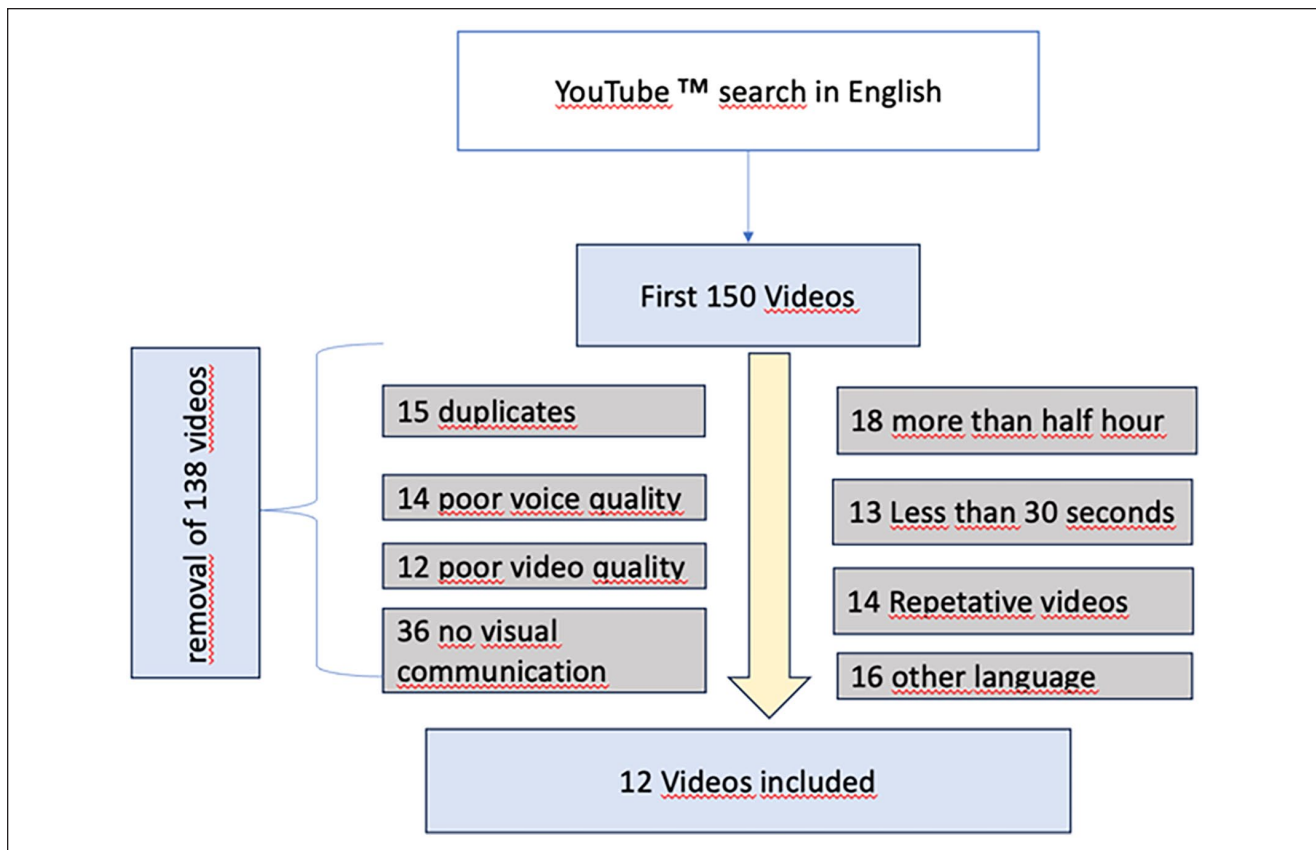 YouTube ™ search in English
First 150 Videos
removal of 138 videos
15 duplicates
14 poor voice quality
12 poor video quality
36 no visual
communication
18 more than half hour
13 Less than 30 seconds
14 Repetative videos
16 other language
12 Videos included